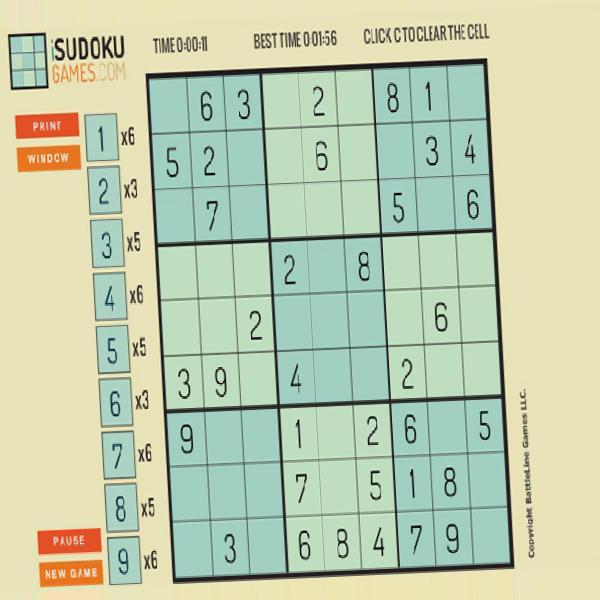 iSUDOKU
GAMES.COM
TIME 0:00:11 BEST TIME 0:01:56 CLICK C TO CLEAR THE CELL
PRINT
WINDOW
1 x6
2 x3
3 x5
4 x6
5 x5
6 x3
7 x6
8 x5
9 x6
PAUSE
NEW GAME
6 3 2 8 1
5 2 6 3 4
7 5 6
2 8
2 6
3 9 4 2
9 1 2 6 5
7 5 1 8
3 6 8 4 7 9
Copyright BattleLine Games LLC.